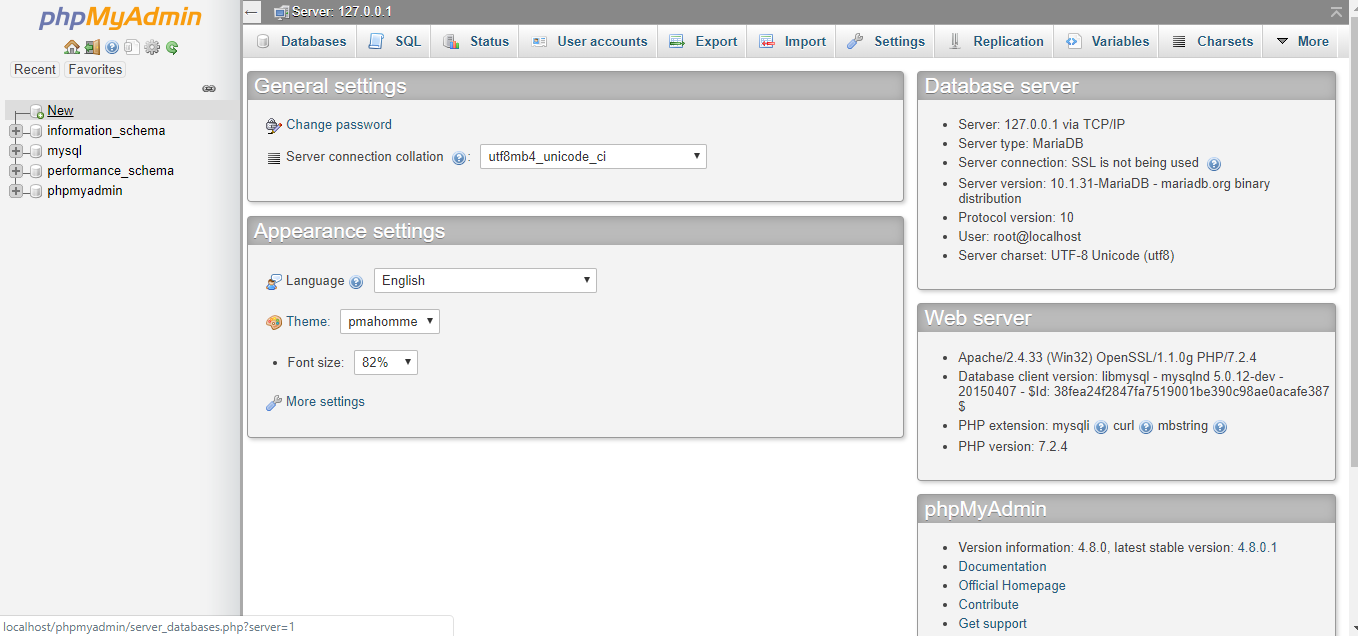 phpMyAdmin
Recent
Favorites
New
information_schema
mysql
performance_schema
phpmyadmin
Server: 127.0.0.1
Databases
SQL
Status
User accounts
Export
Import
Settings
Replication
Variables
Charsets
More
General settings
Change password
Server connection collation
:
utf8mb4_unicode_ci
Appearance settings
Language
English
Theme:
pmahomme
Font size:
82%
More settings
Database server
Server: 127.0.0.1 via TCP/IP
Server type: MariaDB
Server connection: SSL is not being used
Server version: 10.1.31-MariaDB - mariadb.org binary
distribution
Protocol version: 10
User: root@localhost
Server charset: UTF-8 Unicode (utf8)
Web server
Apache/2.4.33 (Win32) OpenSSL/1.1.0g PHP/7.2.4
Database client version: libmysql - mysqlnd 5.0.12-dev -
20150407 - $Id: 38fea24f2847fa7519001be390c98ae0acafe387
$
PHP extension: mysqli curl mbstring
PHP version: 7.2.4
phpMyAdmin
Version information: 4.8.0, latest stable version: 4.8.0.1
Documentation
Official Homepage
Contribute
Get support
localhost/phpmyadmin/server_databases.php?server=1